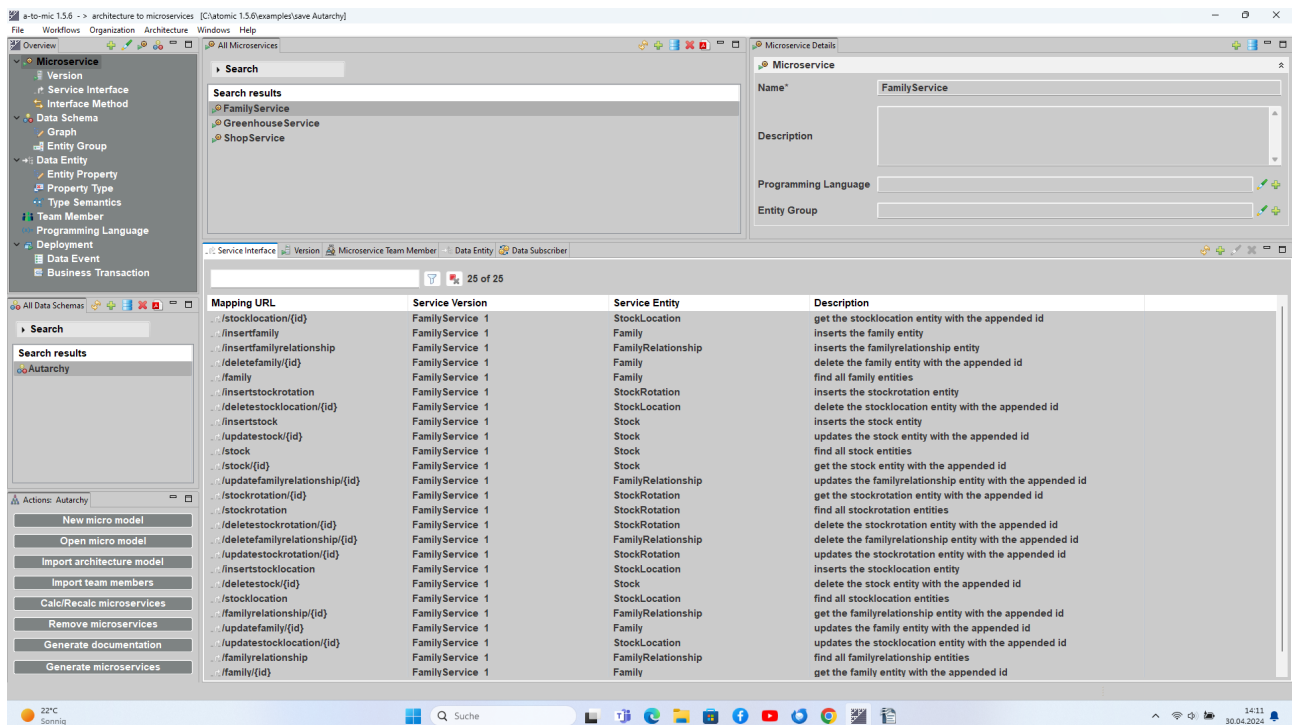 a-to-mic 1.5.6 - > architecture to microservices [C:\atomic 1.5.6\examples\save Autarchy]
File Workflows Organization Architecture Windows Help
Overview
Microservice
Version
Service Interface
Interface Method
Data Schema
Graph
Entity Group
Data Entity
Entity Property
Property Type
Type Semantics
Team Member
Programming Language
Deployment
Data Event
Business Transaction
All Data Schemas
Search
Search results
Autarchy
Actions: Autarchy
New micro model
Open micro model
Import architecture model
Import team members
Calc/Recalc microservices
Remove microservices
Generate documentation
Generate microservices
All Microservices
Search
Search results
FamilyService
GreenhouseService
ShopService
Microservice Details
Microservice
Name* FamilyService
Description
Programming Language
Entity Group
Service Interface Version Microservice Team Member Data Entity Data Subscriber
25 of 25
Mapping URL Service Version Service Entity Description
/stocklocation/{id} FamilyService 1 StockLocation get the stocklocation entity with the appended id
/insertfamily FamilyService 1 Family inserts the family entity
/insertfamilyrelationship FamilyService 1 FamilyRelationship inserts the familyrelationship entity
/deletefamily/{id} FamilyService 1 Family delete the family entity with the appended id
/family FamilyService 1 Family find all family entities
/insertstockrotation FamilyService 1 StockRotation inserts the stockrotation entity
/deletestocklocation/{id} FamilyService 1 StockLocation delete the stocklocation entity with the appended id
/insertstock FamilyService 1 Stock inserts the stock entity
/updatestock/{id} FamilyService 1 Stock updates the stock entity with the appended id
/stock FamilyService 1 Stock find all stock entities
/stock/{id} FamilyService 1 Stock get the stock entity with the appended id
/updatefamilyrelationship/{id} FamilyService 1 FamilyRelationship updates the familyrelationship entity with the appended id
/stockrotation/{id} FamilyService 1 StockRotation get the stockrotation entity with the appended id
/stockrotation FamilyService 1 StockRotation find all stockrotation entities
/deletestockrotation/{id} FamilyService 1 StockRotation delete the stockrotation entity with the appended id
/deletefamilyrelationship/{id} FamilyService 1 FamilyRelationship delete the familyrelationship entity with the appended id
/updatestockrotation/{id} FamilyService 1 StockRotation updates the stockrotation entity with the appended id
/insertstocklocation FamilyService 1 StockLocation inserts the stocklocation entity
/deletestock/{id} FamilyService 1 Stock delete the stock entity with the appended id
/stocklocation FamilyService 1 StockLocation find all stocklocation entities
/familyrelationship/{id} FamilyService 1 FamilyRelationship get the familyrelationship entity with the appended id
/updatefamily/{id} FamilyService 1 Family updates the family entity with the appended id
/updatestocklocation/{id} FamilyService 1 StockLocation updates the stocklocation entity with the appended id
/familyrelationship FamilyService 1 FamilyRelationship find all familyrelationship entities
/family/{id} FamilyService 1 Family get the family entity with the appended id
22°C
Sonnig
Suche
14:11
30.04.2024